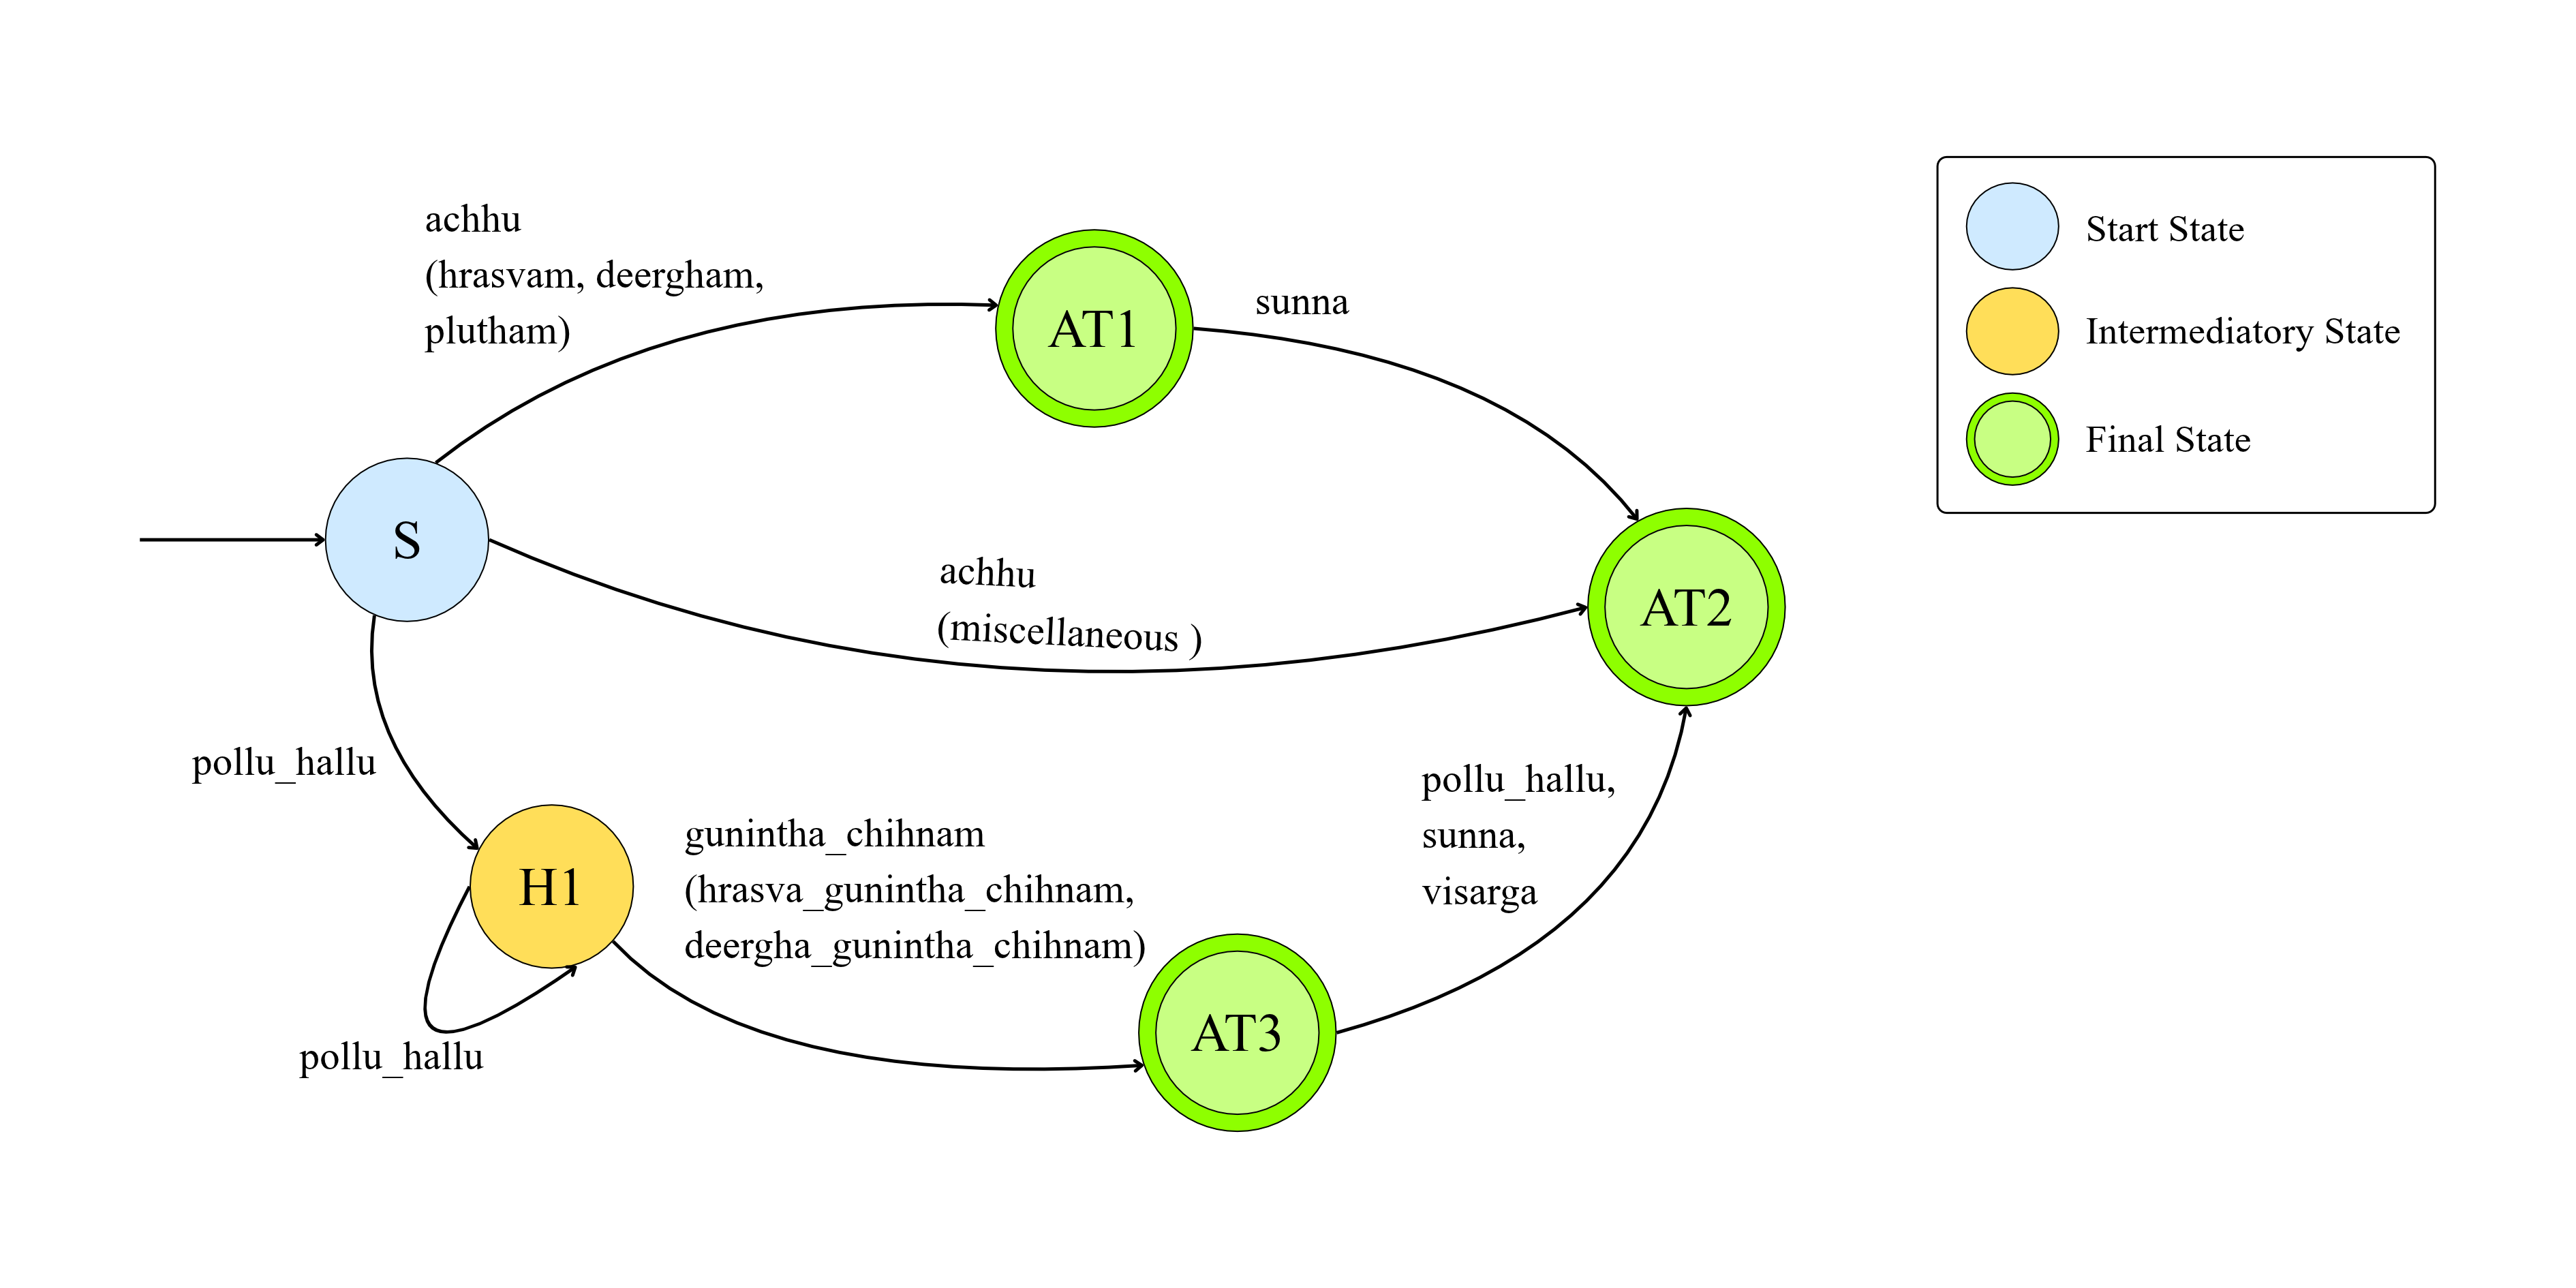 achhu
(hrasvam, deergham,
plutham)
AT1
sunna
Start State
Intermediatory State
Final State
S
achhu
(miscellaneous )
AT2
pollu_hallu
H1
gunintha_chihnam
(hrasva_gunintha_chihnam,
deergha_gunintha_chihnam)
pollu_hallu,
sunna,
visarga
AT3
pollu_hallu